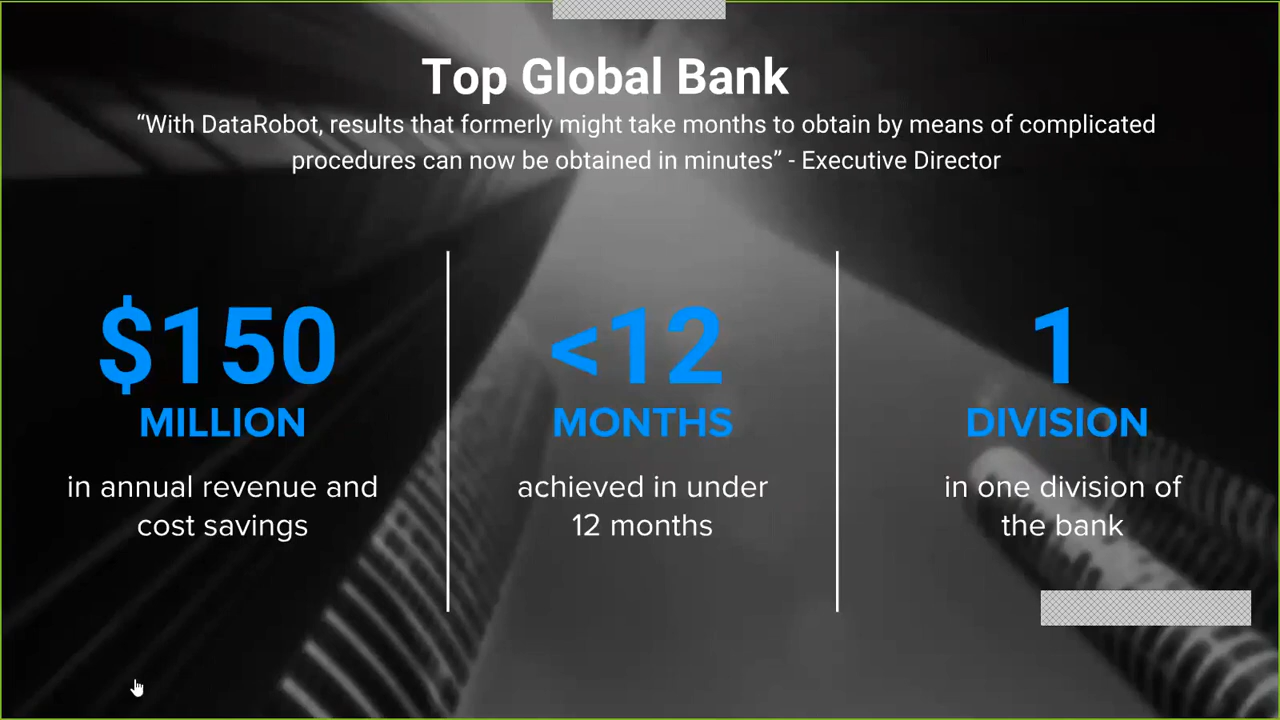 Top Global Bank
“With DataRobot, results that formerly might take months to obtain by means of complicated
procedures can now be obtained in minutes” - Executive Director
$150
MILLION
in annual revenue and
cost savings
<12
MONTHS
achieved in under
12 months
1
DIVISION
in one division of
the bank